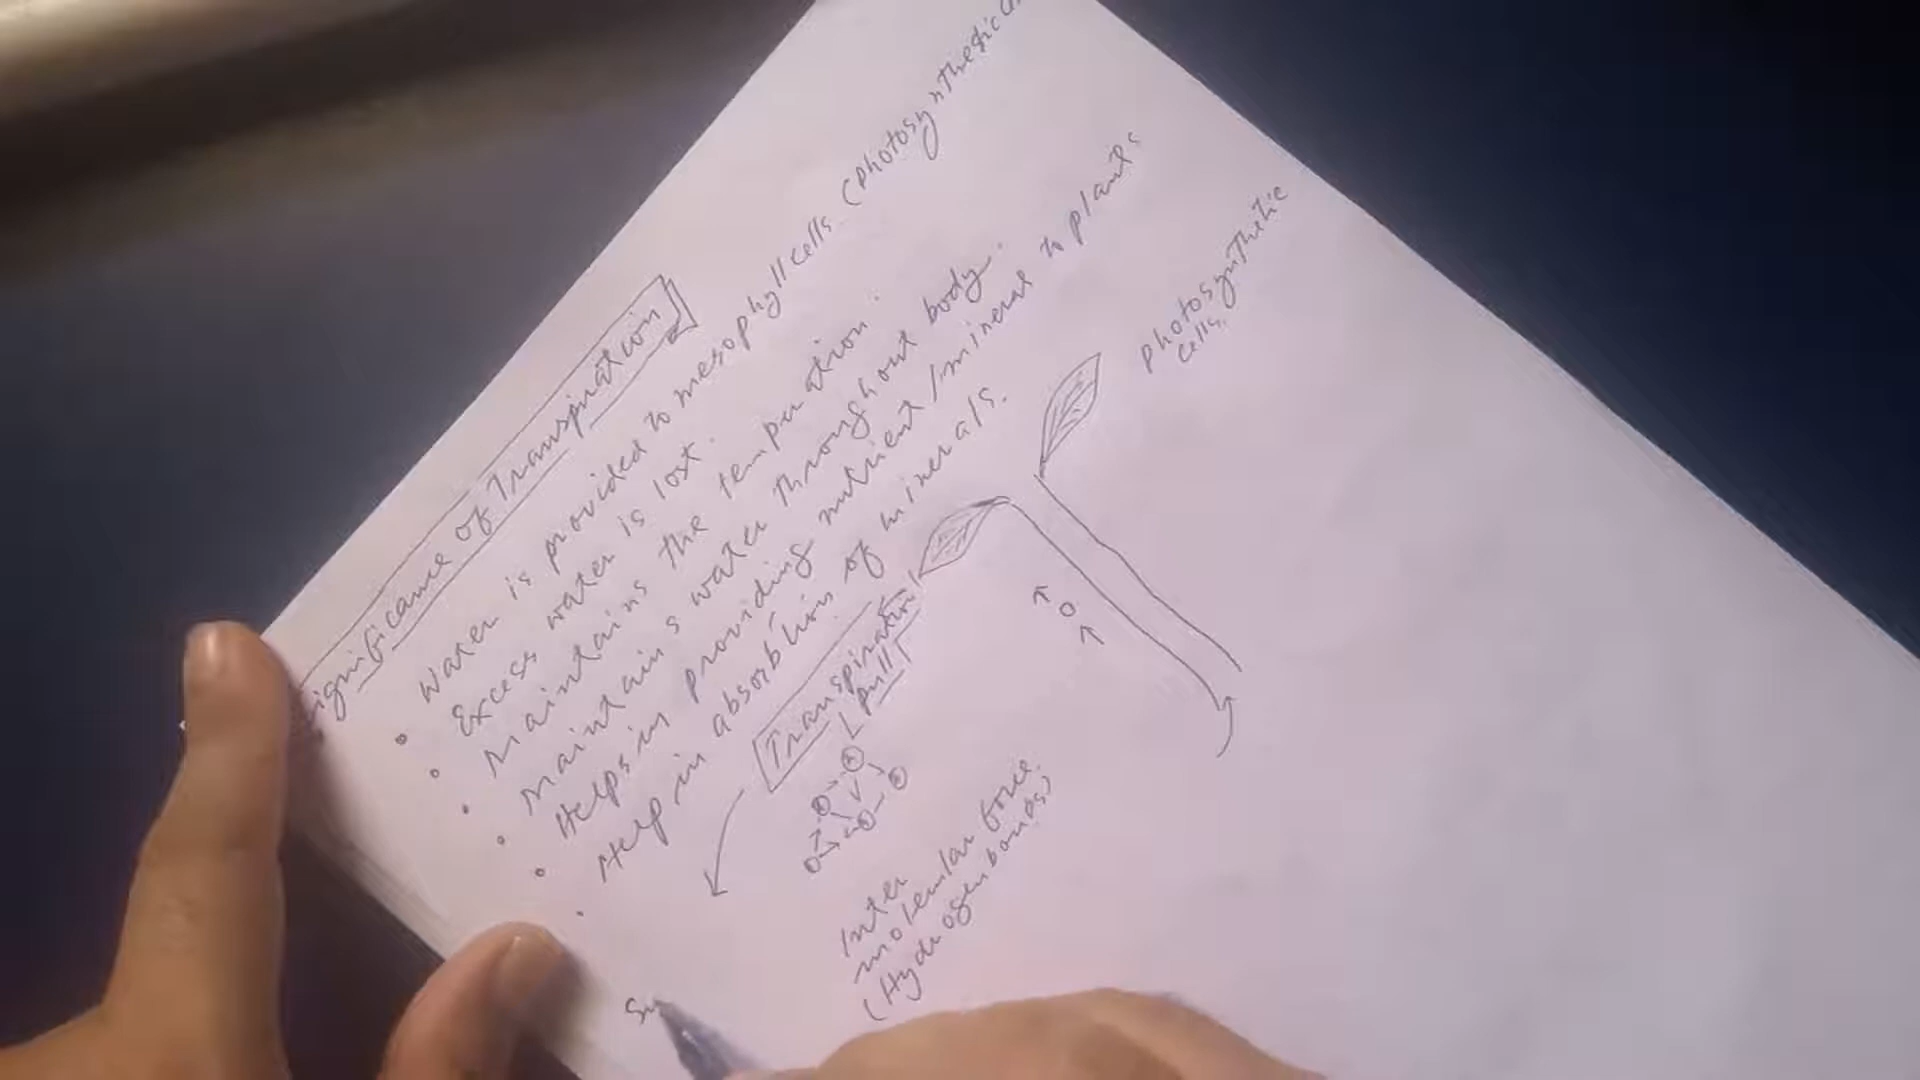 Significance of Transpiration
• Water is provided to mesophyll cells. (photosynthetic
• Excess water is lost.
• Maintains the temperation.
• Maintains water throughout body.
• Helps in providing nutrient/mineral to plants
• Help in absorbtion of minerals.
photosynthetic
cells.
Transpiration
pull
Inter
molecular force.
(Hydrogen bonds)